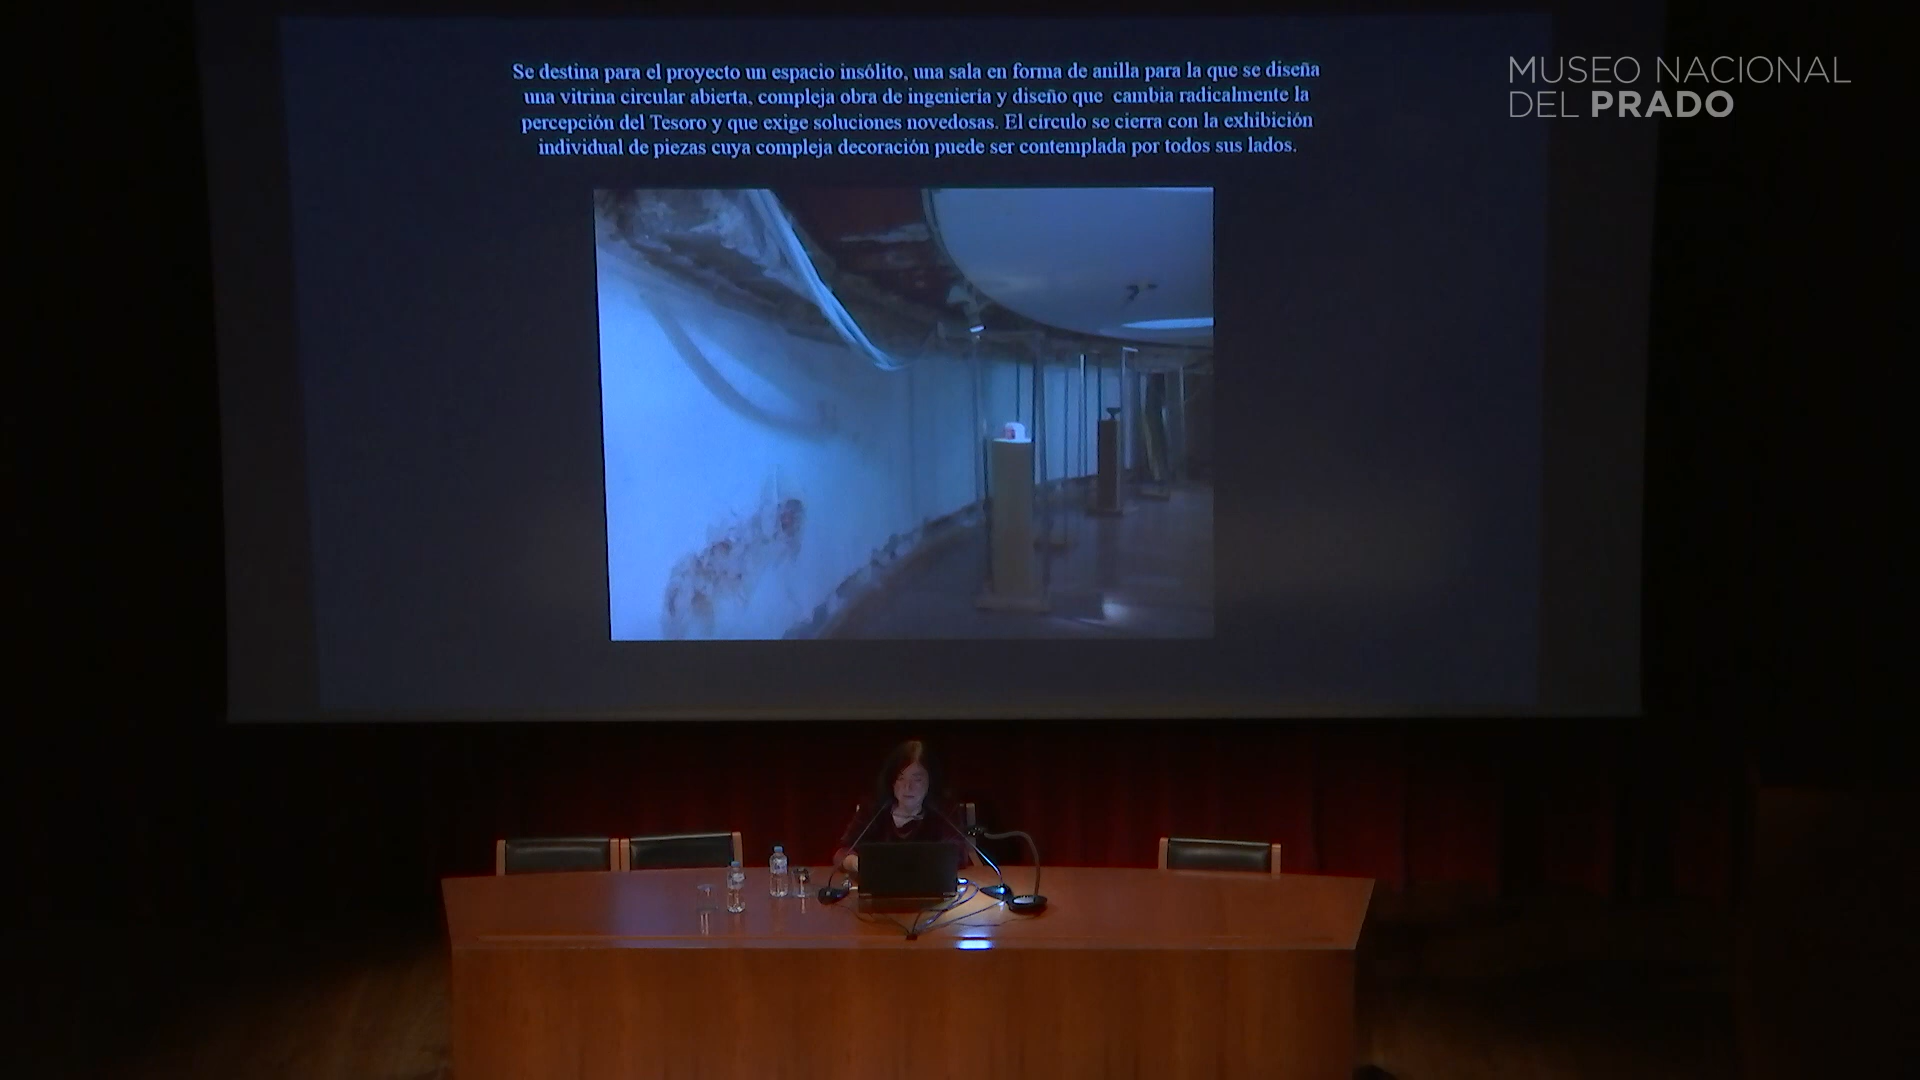 Se destina para el proyecto un espacio insólito, una sala en forma de anilla para la que se diseña
una vitrina circular abierta, compleja obra de ingeniería y diseño que cambia radicalmente la
percepción del Tesoro y que exige soluciones novedosas. El círculo se cierra con la exhibición
individual de piezas cuya compleja decoración puede ser contemplada por todos sus lados.
MUSEO NACIONAL
DEL PRADO